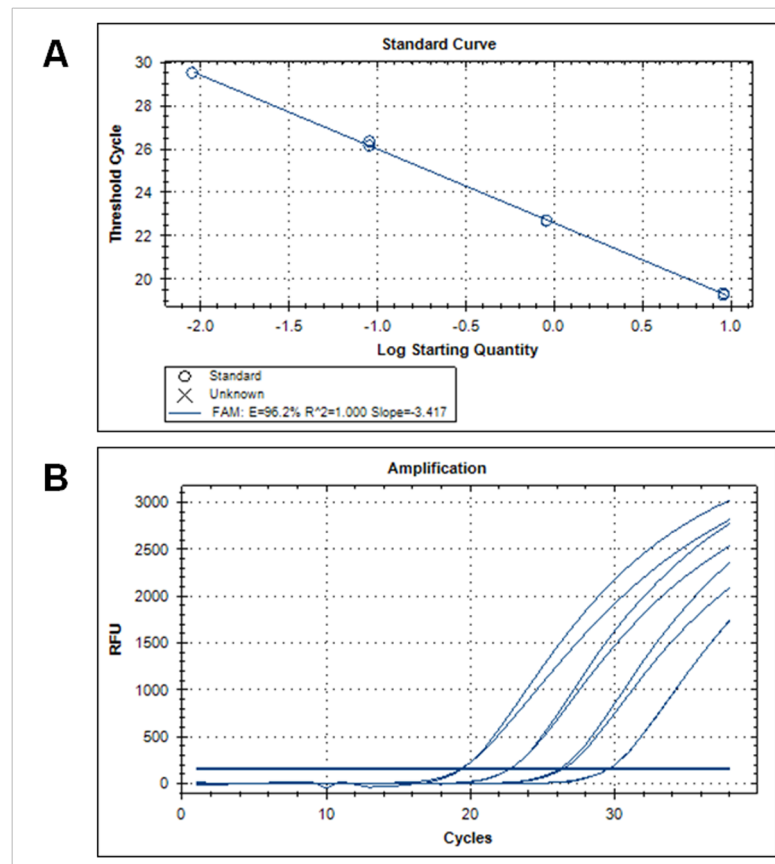 A
Standard Curve
30
28
26
24
22
20
Threshold Cycle
-2.0 -1.5 -1.0 -0.5 0.0 0.5 1.0
Log Starting Quantity
Standard
Unknown
FAM: E=96.2% R^2=1.000 Slope=-3.417
B
Amplification
3000
2500
2000
1500
1000
500
0
RFU
0 10 20 30
Cycles